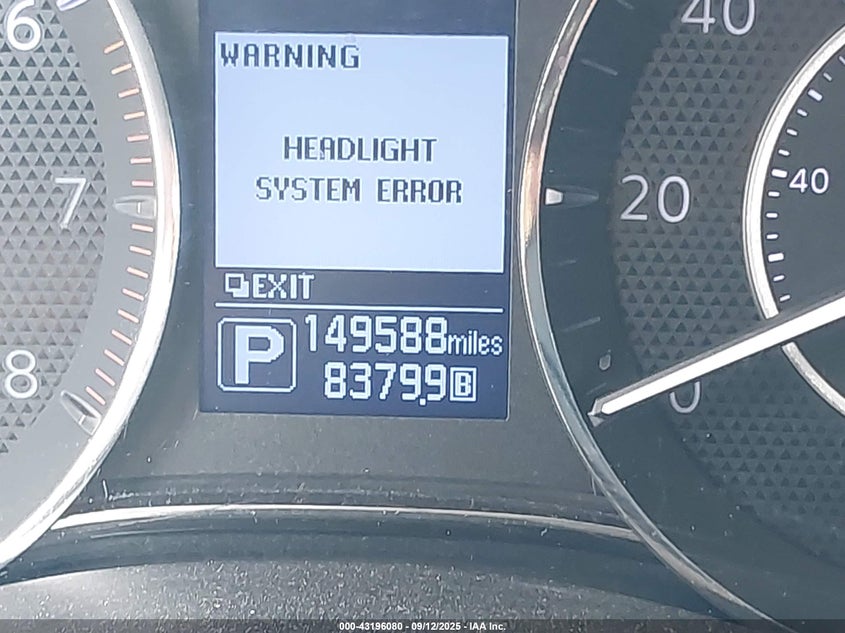 6
7
8
WARNING
HEADLIGHT
SYSTEM ERROR
EXIT
P
149588miles
8379.9 B
40
20
0
40
000-43196080 - 09/12/2025 - IAA Inc.